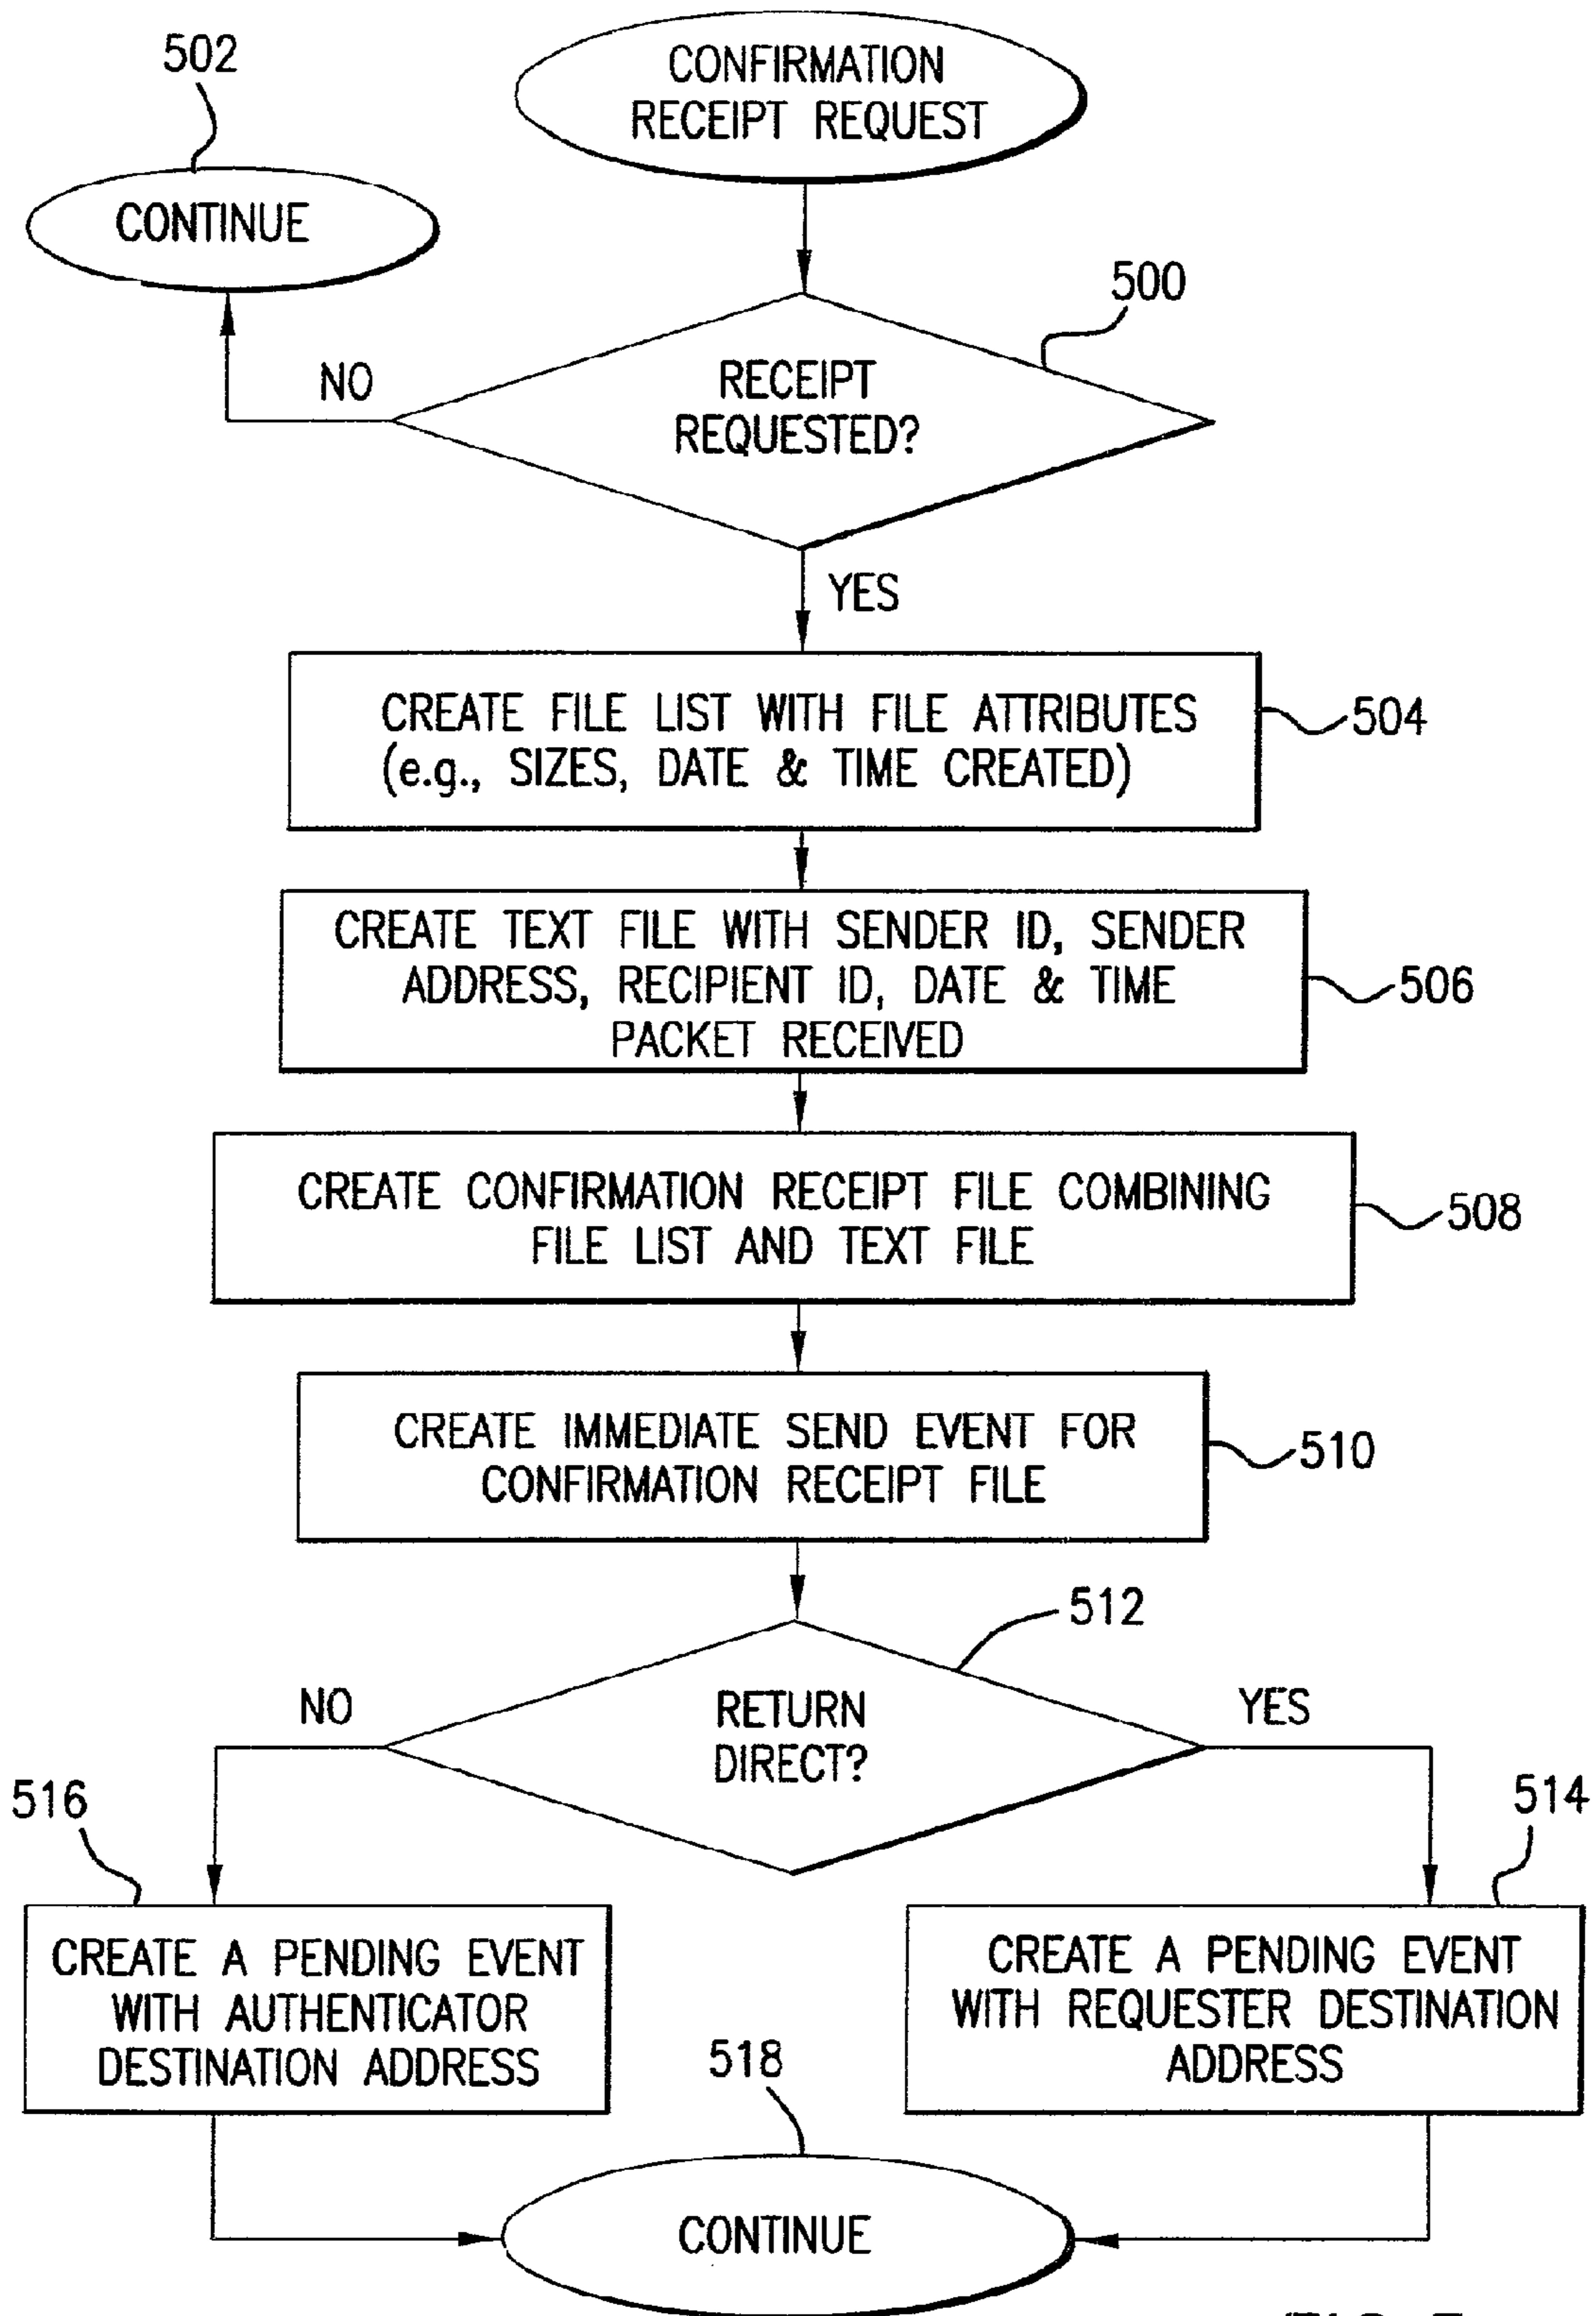 502
CONFIRMATION
RECEIPT REQUEST
CONTINUE
500
NO
RECEIPT
REQUESTED?
YES
CREATE FILE LIST WITH FILE ATTRIBUTES
(e.g., SIZES, DATE & TIME CREATED)
504
CREATE TEXT FILE WITH SENDER ID, SENDER
ADDRESS, RECIPIENT ID, DATE & TIME
PACKET RECEIVED
506
CREATE CONFIRMATION RECEIPT FILE COMBINING
FILE LIST AND TEXT FILE
508
CREATE IMMEDIATE SEND EVENT FOR
CONFIRMATION RECEIPT FILE
510
512
NO
RETURN
DIRECT?
YES
516
514
CREATE A PENDING EVENT
WITH AUTHENTICATOR
DESTINATION ADDRESS
CREATE A PENDING EVENT
WITH REQUESTER DESTINATION
ADDRESS
518
CONTINUE